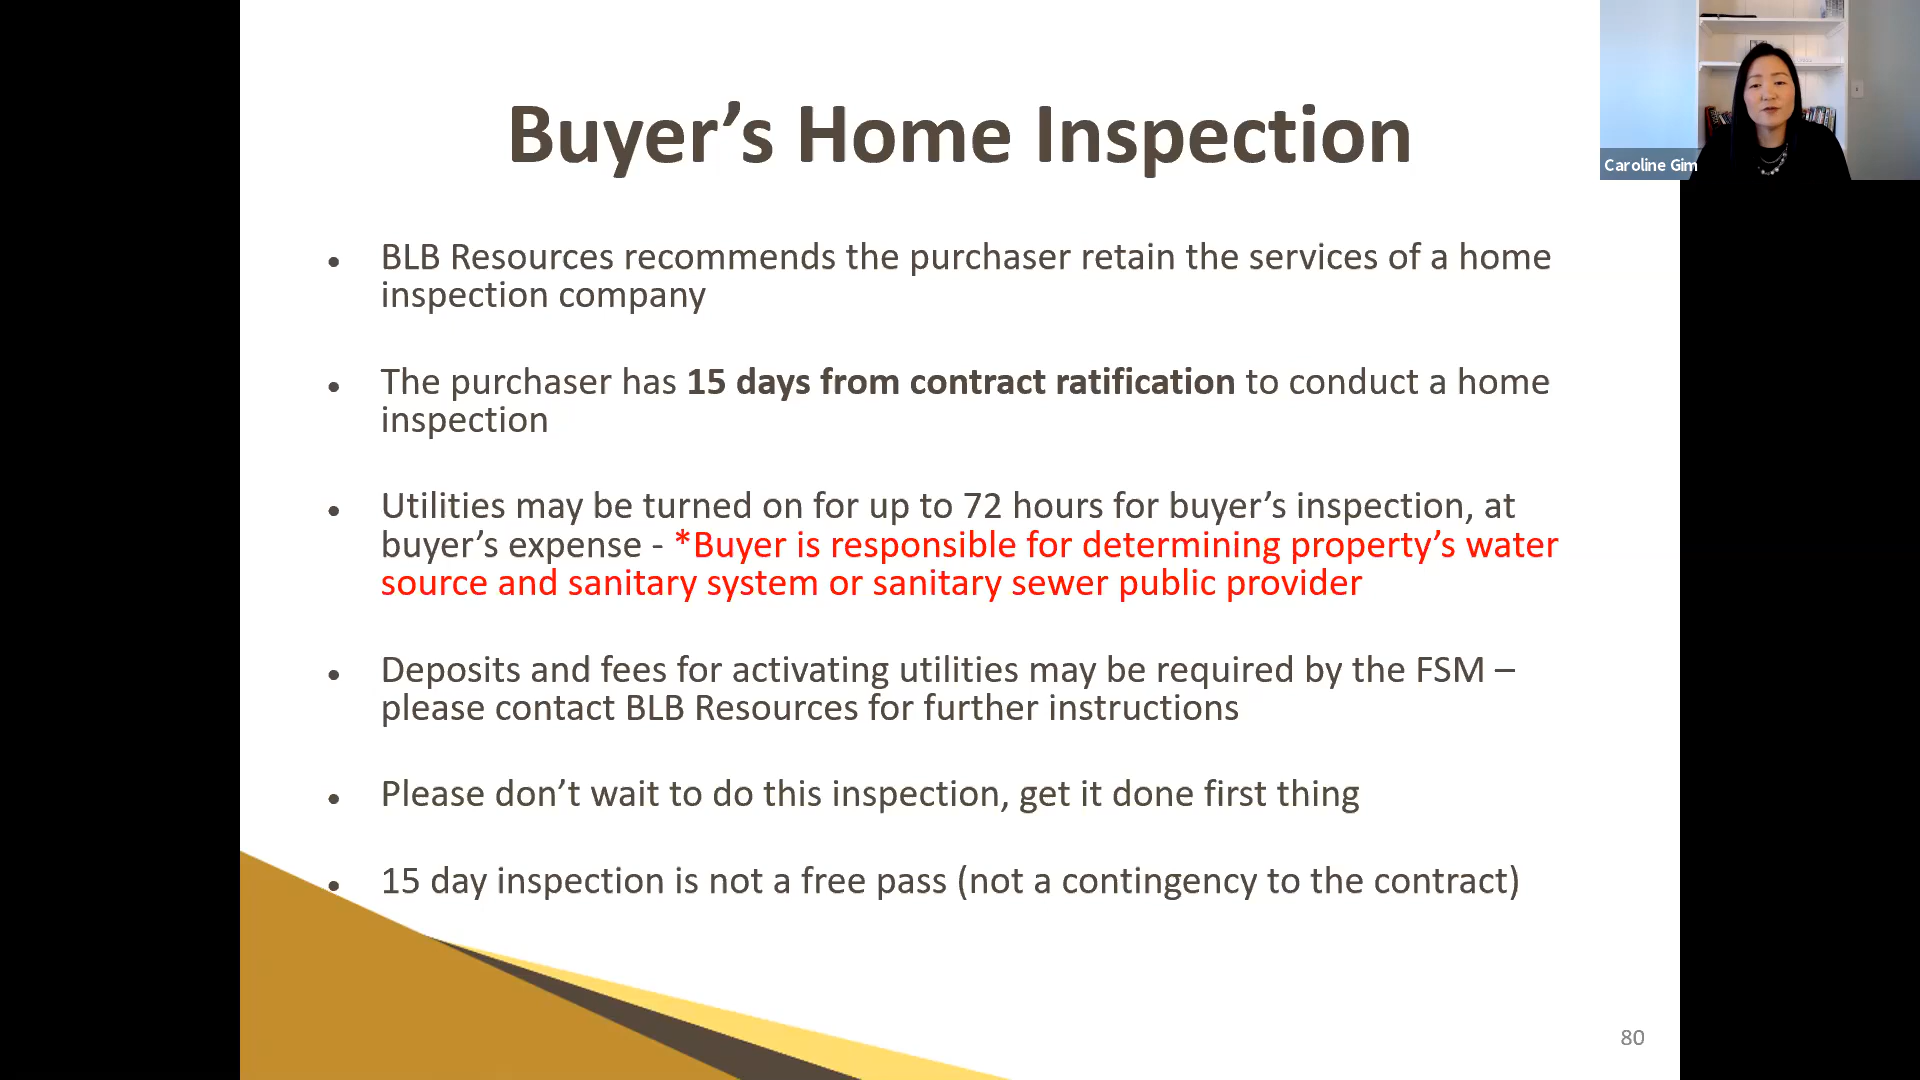 Buyer’s Home Inspection
Caroline Gim
• BLB Resources recommends the purchaser retain the services of a home
inspection company
• The purchaser has 15 days from contract ratification to conduct a home
inspection
• Utilities may be turned on for up to 72 hours for buyer’s inspection, at
buyer’s expense - *Buyer is responsible for determining property’s water
source and sanitary system or sanitary sewer public provider
• Deposits and fees for activating utilities may be required by the FSM –
please contact BLB Resources for further instructions
• Please don’t wait to do this inspection, get it done first thing
• 15 day inspection is not a free pass (not a contingency to the contract)
80